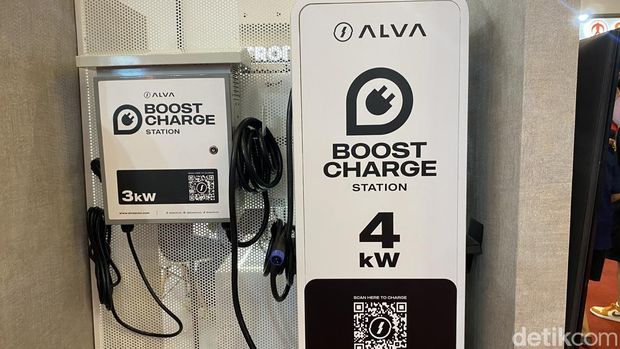 ALVA
BOOST
CHARGE
STATION
3kW
ALVA
BOOST
CHARGE
STATION
4
kW
SCAN HERE TO CHARGE
detikcom